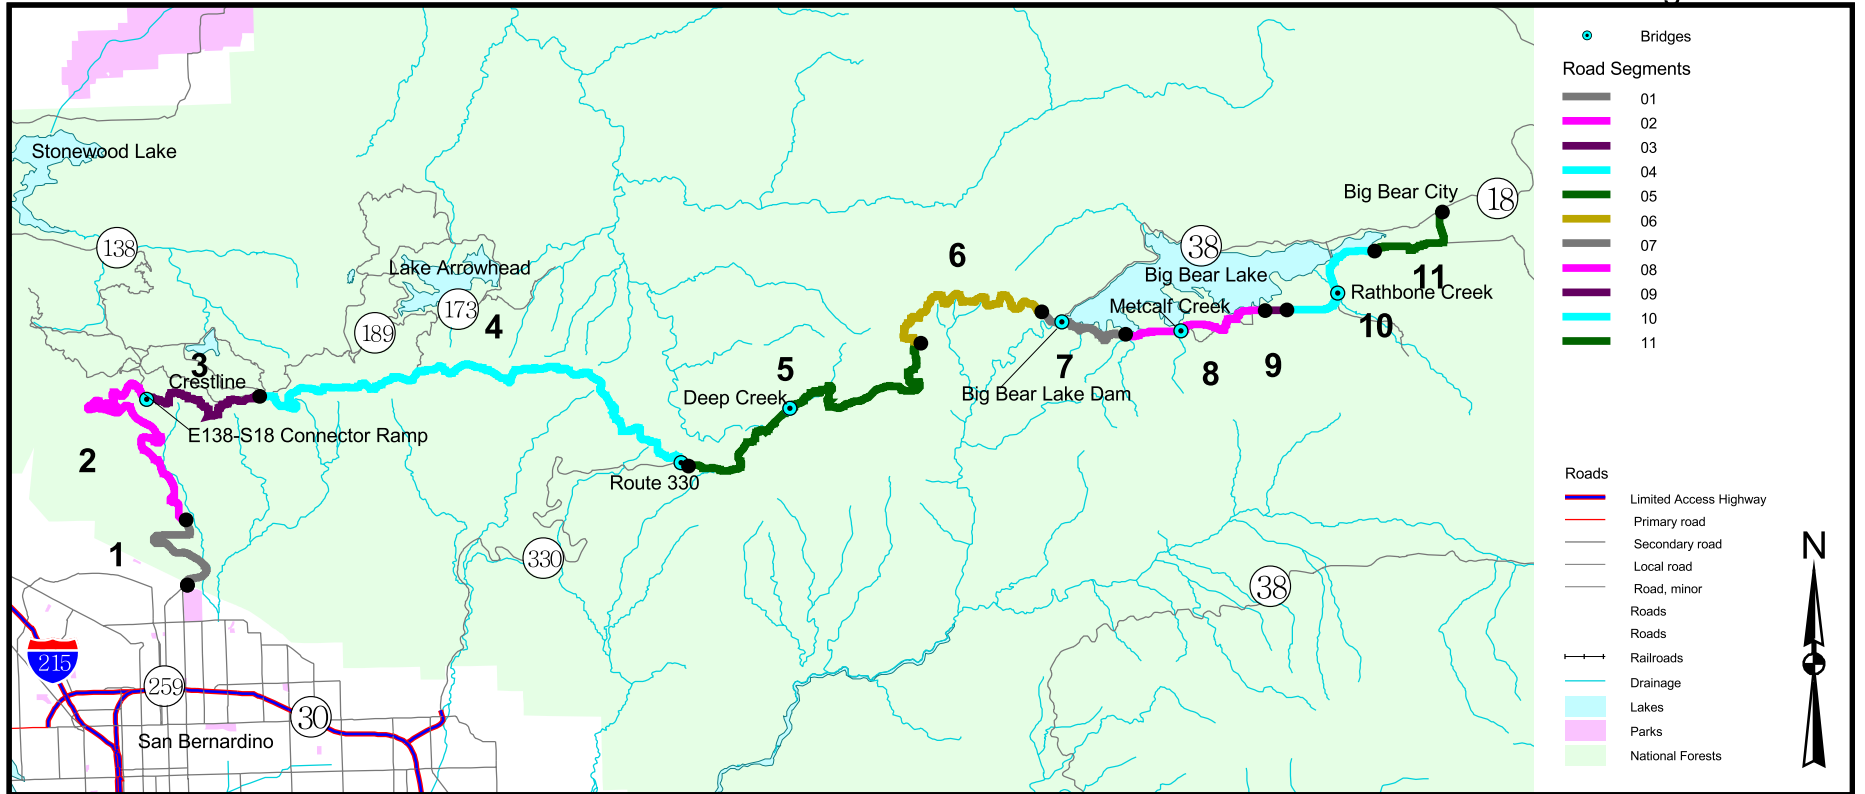 Bridges
Road Segments
01
02
03
04
05
06
07
08
09
10
11
Stonewood Lake
138
Lake Arrowhead
173
189
4
3
Crestline
E138-S18 Connector Ramp
2
1
Deep Creek
5
Route 330
330
6
Big Bear City
18
38
Big Bear Lake
Metcalf Creek
Rathbone Creek
11
10
9
8
7
Big Bear Lake Dam
38
215
259
30
San Bernardino
Roads
Limited Access Highway
Primary road
Secondary road
Local road
Road, minor
Roads
Roads
Railroads
Drainage
Lakes
Parks
National Forests
N